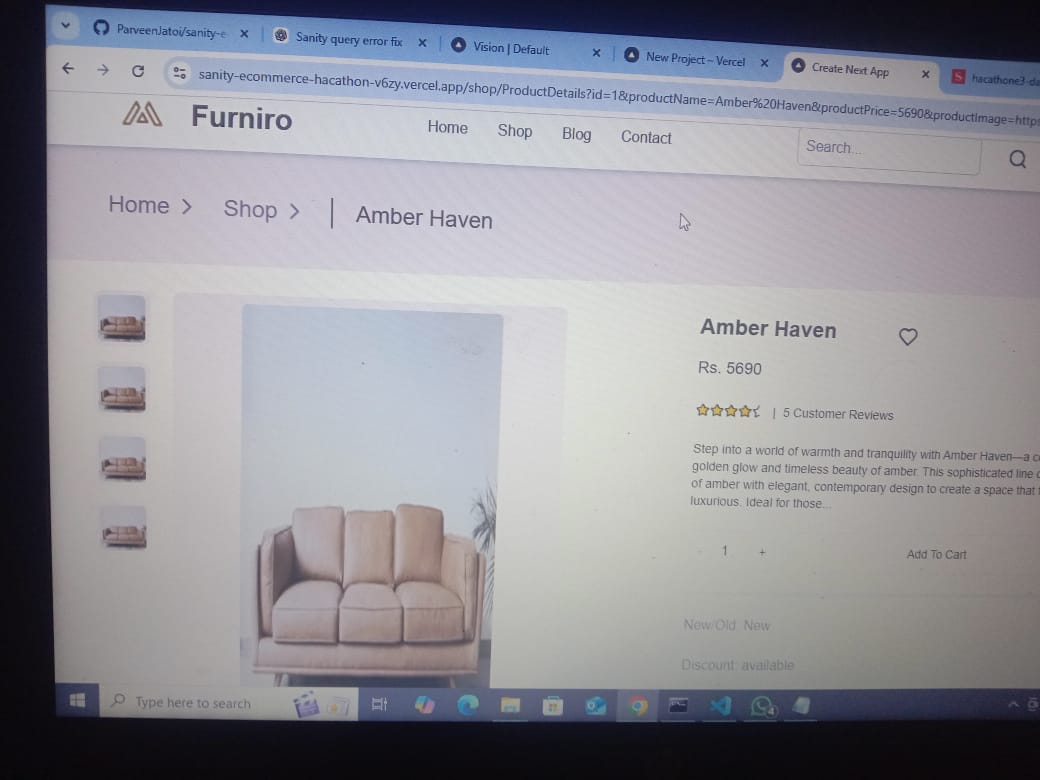 ParveenJatoi/sanity-e
Sanity query error fix
Vision | Default
New Project – Vercel
Create Next App
hacathone3-da
sanity-ecommerce-hacathon-v6zy.vercel.app/shop/ProductDetails?id=1&productName=Amber%20Haven&productPrice=5690&productImage=https
Furniro
Home Shop Blog Contact
Search...
Home > Shop > | Amber Haven
Amber Haven
Rs. 5690
| 5 Customer Reviews
Step into a world of warmth and tranquility with Amber Haven—a c
golden glow and timeless beauty of amber. This sophisticated line
of amber with elegant, contemporary design to create a space that
luxurious. Ideal for those...
- 1 +
Add To Cart
New/Old New
Discount: available
Type here to search
4